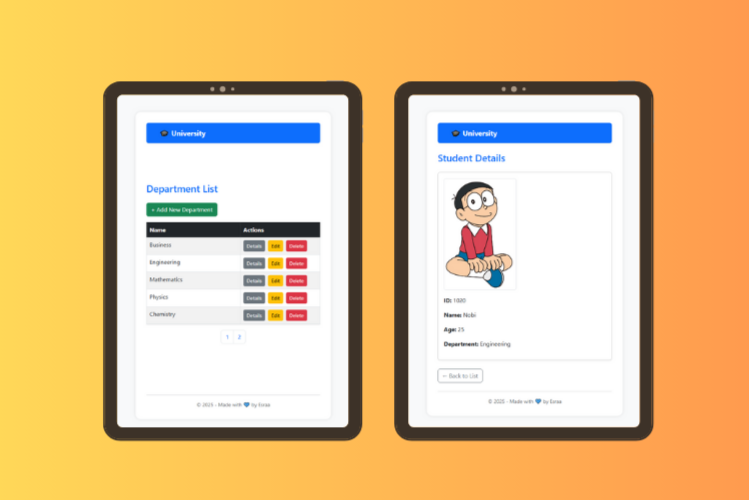 University
Department List
+ Add New Department
Name Actions
Business Details Edit Delete
Engineering Details Edit Delete
Mathematics Details Edit Delete
Physics Details Edit Delete
Chemistry Details Edit Delete
1 2
© 2025 - Made with 💙 by Esraa
University
Student Details
Name: Nobi
Age: 25
Department: Engineering
← Back to List
© 2025 - Made with 💙 by Esraa